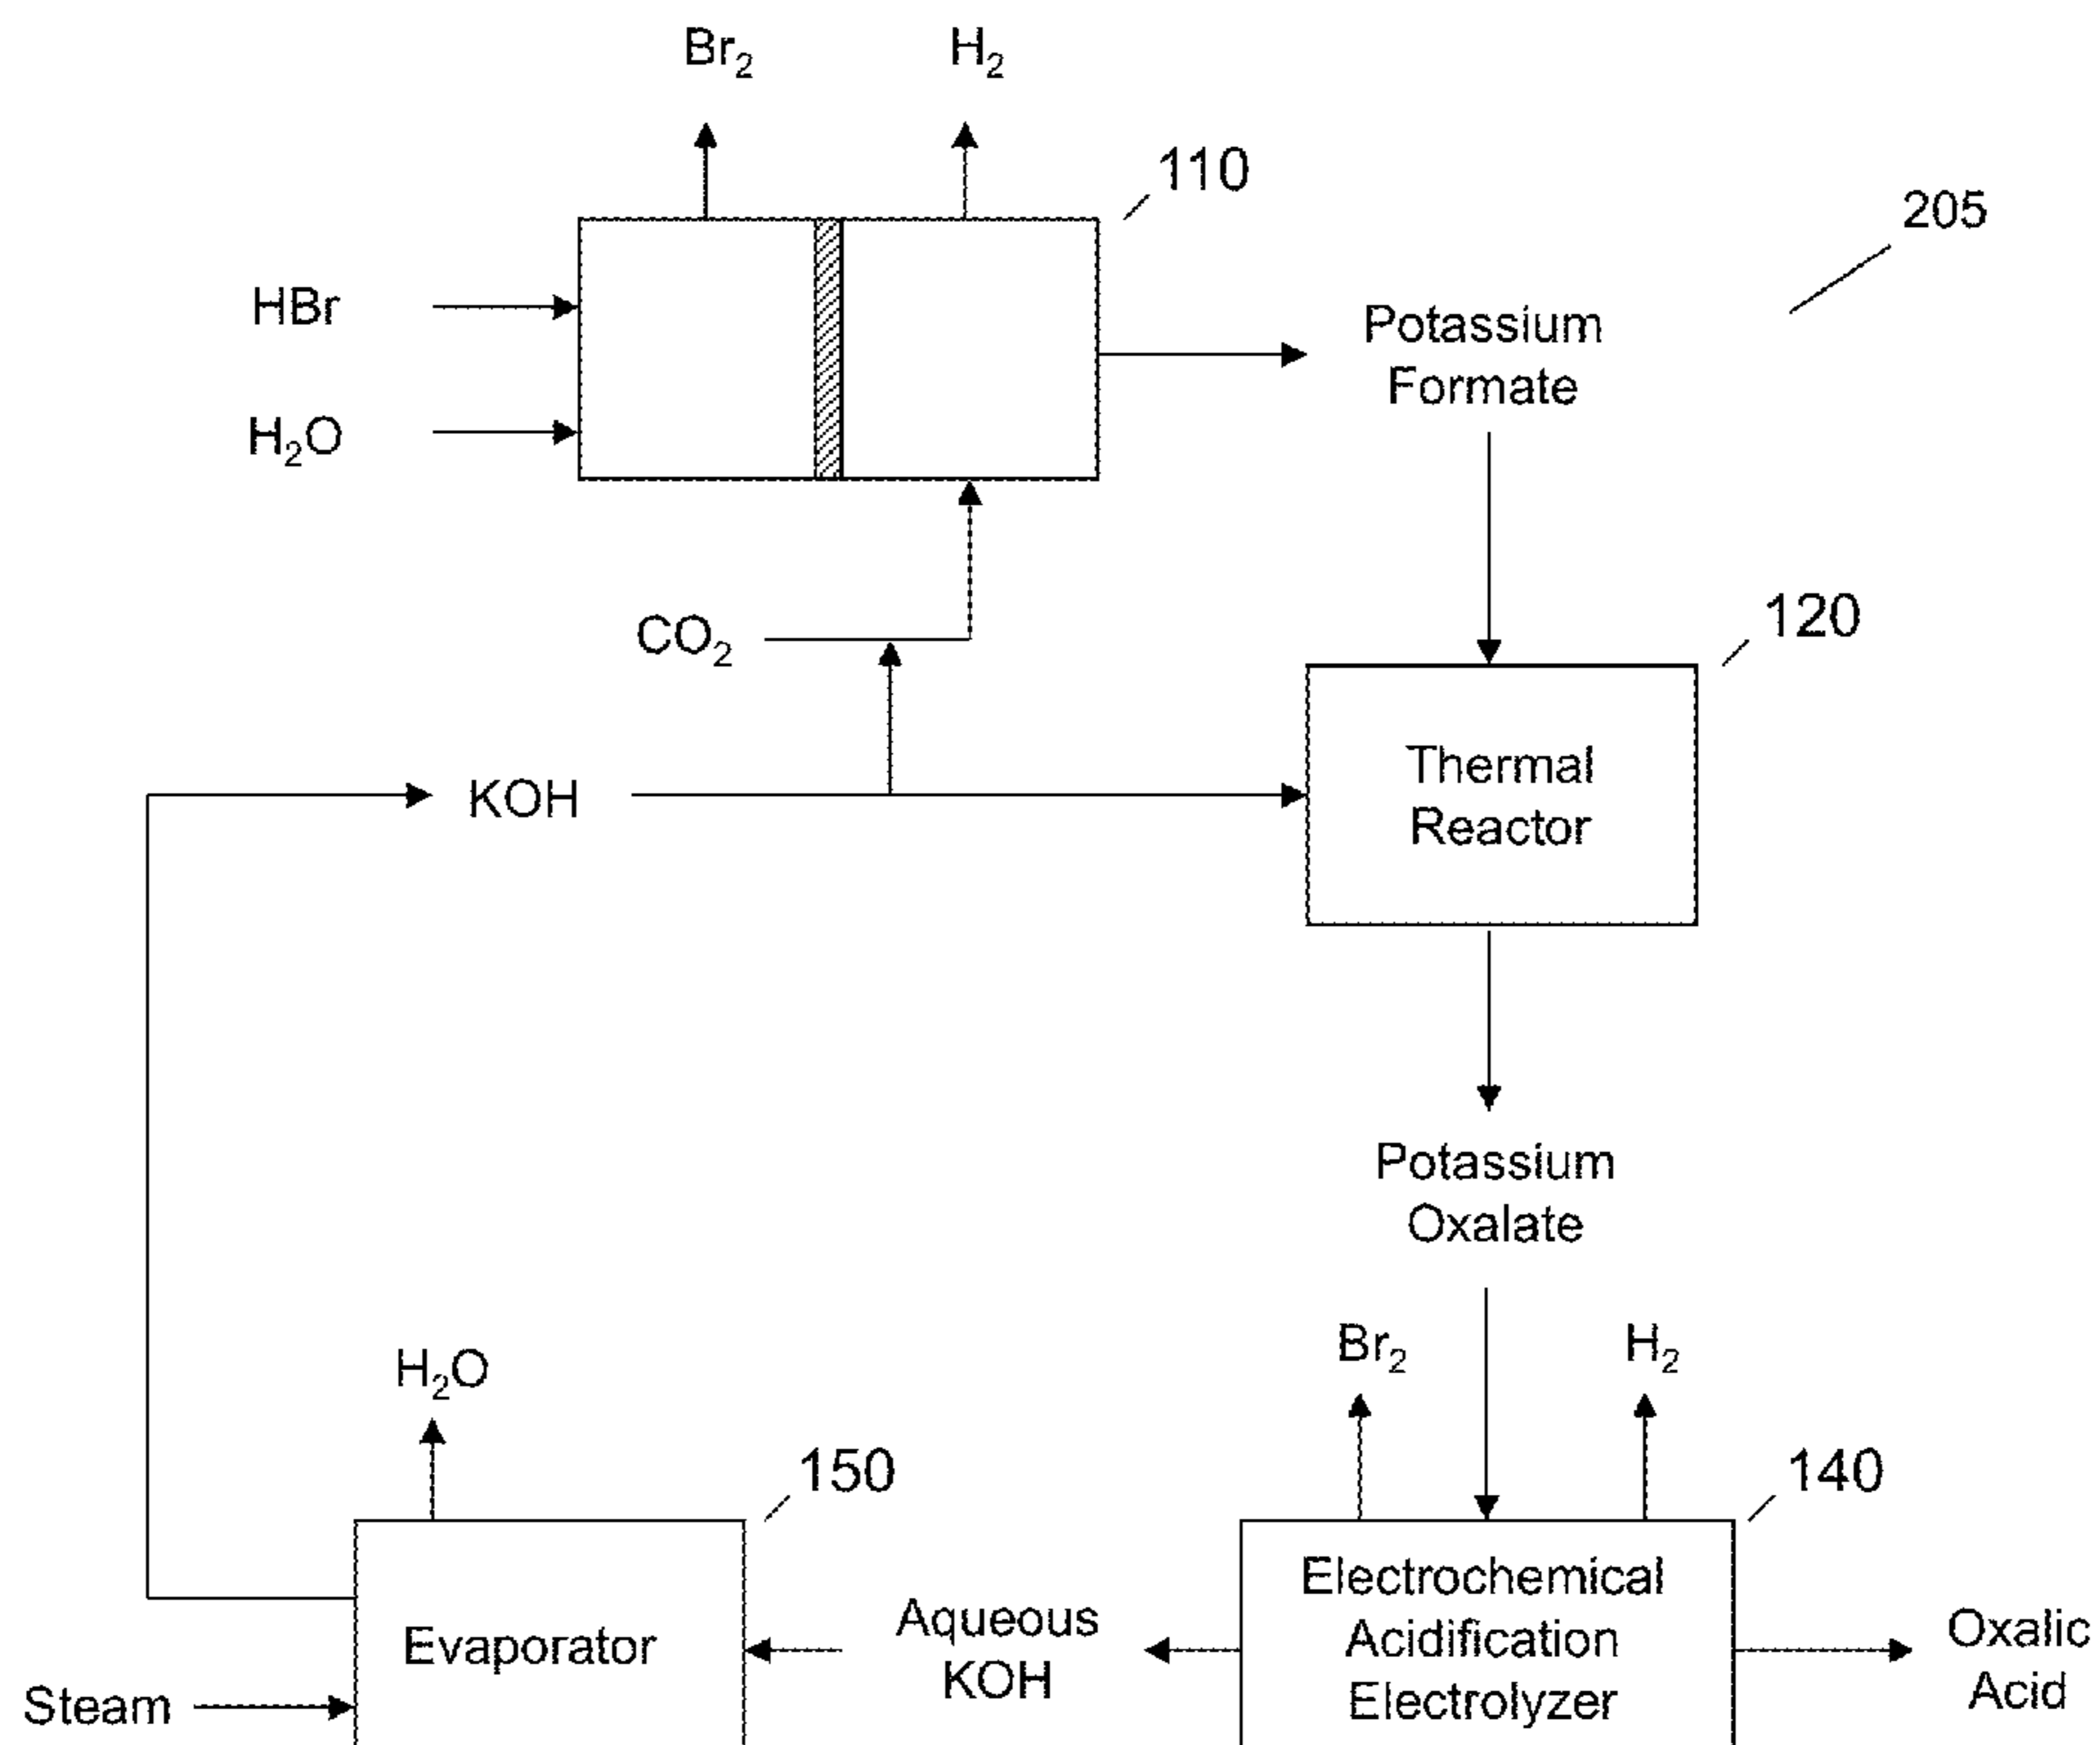 Br₂
H₂
110
205
HBr
H₂O
Potassium
Formate
CO₂
120
KOH
Thermal
Reactor
Potassium
Oxalate
H₂O
Br₂
H₂
150
140
Evaporator
Steam
Aqueous
KOH
Electrochemical
Acidification
Electrolyzer
Oxalic
Acid